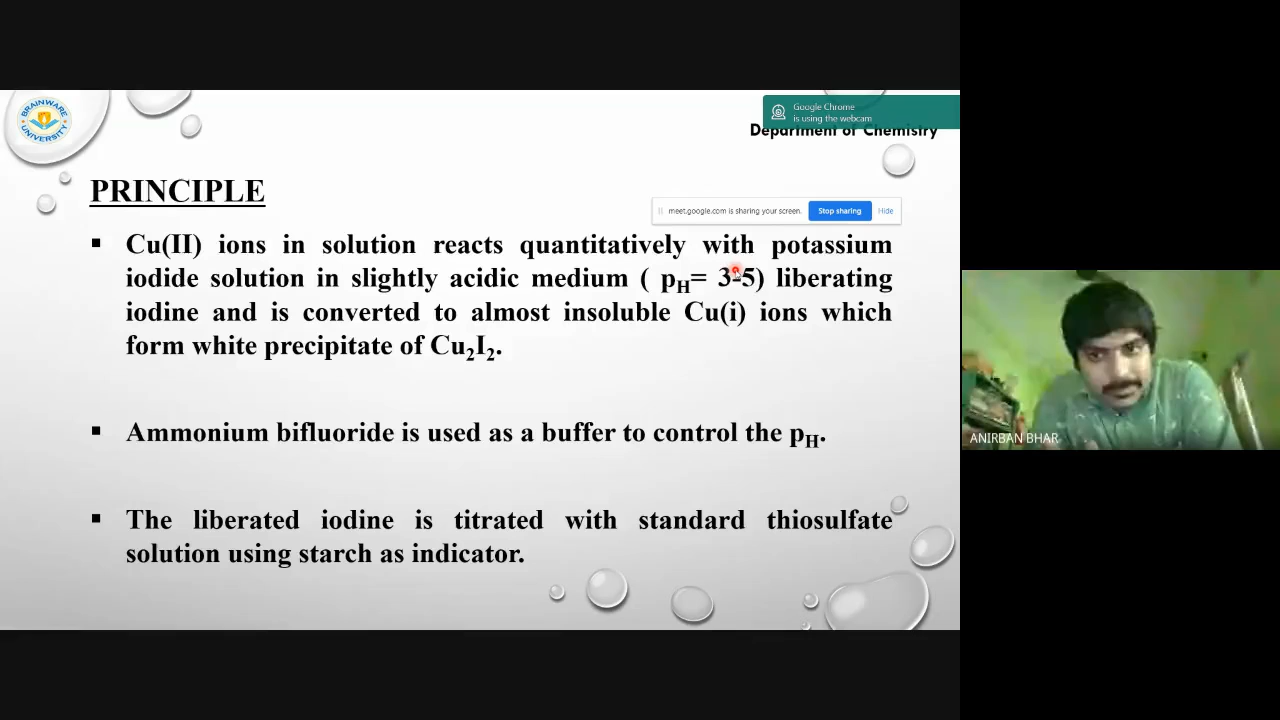 BRAINWARE
UNIVERSITY
Google Chrome
is using the webcam
Department of Chemistry
PRINCIPLE
meet.google.com is sharing your screen.
Stop sharing
Hide
▪ Cu(II) ions in solution reacts quantitatively with potassium
iodide solution in slightly acidic medium ( pH= 3-5) liberating
iodine and is converted to almost insoluble Cu(i) ions which
form white precipitate of Cu2I2.
▪ Ammonium bifluoride is used as a buffer to control the pH.
▪ The liberated iodine is titrated with standard thiosulfate
solution using starch as indicator.
ANIRBAN BHAR